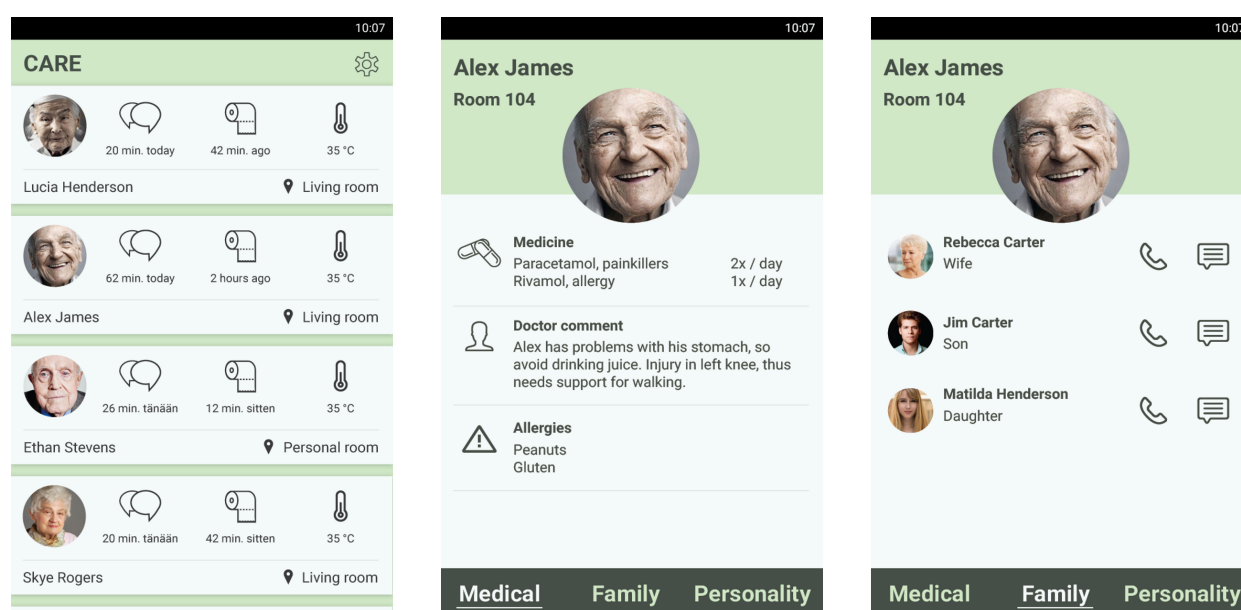 10:07
CARE
20 min. today 42 min. ago 35 °C
Lucia Henderson Living room
62 min. today 2 hours ago 35 °C
Alex James Living room
26 min. tänään 12 min. sitten 35 °C
Ethan Stevens Personal room
20 min. tänään 42 min. sitten 35 °C
Skye Rogers Living room
10:07
Alex James
Room 104
Medicine
Paracetamol, painkillers 2x / day
Rivamol, allergy 1x / day
Doctor comment
Alex has problems with his stomach, so
avoid drinking juice. Injury in left knee, thus
needs support for walking.
Allergies
Peanuts
Gluten
Medical Family Personality
10:07
Alex James
Room 104
Rebecca Carter
Wife
Jim Carter
Son
Matilda Henderson
Daughter
Medical Family Personality